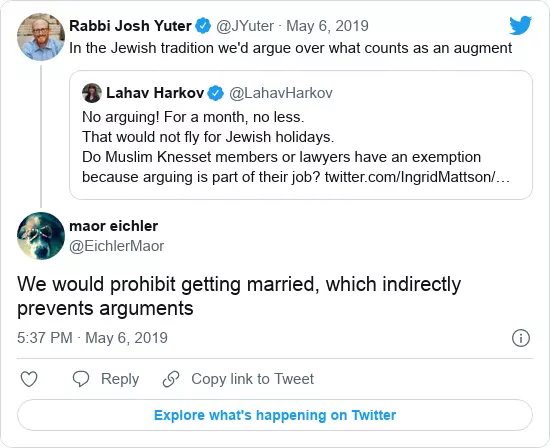 Rabbi Josh Yuter @JYuter · May 6, 2019
In the Jewish tradition we'd argue over what counts as an augment
Lahav Harkov @LahavHarkov
No arguing! For a month, no less.
That would not fly for Jewish holidays.
Do Muslim Knesset members or lawyers have an exemption
because arguing is part of their job? twitter.com/IngridMattson/…
maor eichler
@EichlerMaor
We would prohibit getting married, which indirectly
prevents arguments
5:37 PM · May 6, 2019
Reply Copy link to Tweet
Explore what's happening on Twitter